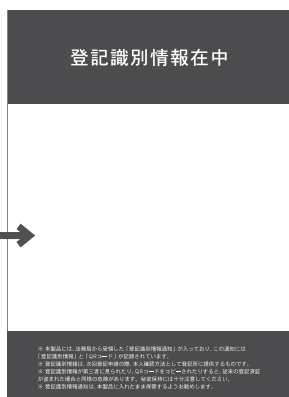 登記識別情報在中
※ 本製品には、法務局から受領した「登記識別情報通知」が入っており、この通知には
「登記識別情報」と「QRコード」が記録されています。
※ 登記識別情報は、次回登記申請の際、本人確認方法として登記所に提供するものです。
※ 登記識別情報が第三者に見られたり、QRコードをコピーされたりすると、従来の登記済証
が盗まれた場合と同様の危険があります。秘密保持には十分注意してください。
※ 登記識別情報通知は、本製品に入れたまま保管するようお勧めします。